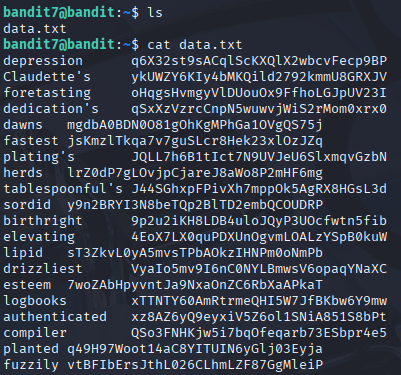 bandit7@bandit:~$ ls
data.txt
bandit7@bandit:~$ cat data.txt
depression q6X32st9sACqlScKXQlX2wbcvFecp9BP
Claudette's ykUWZY6KIy4bMKQild2792kmmU8GRXJV
foretasting oHqgsHvmgyVlDUouOx9FfhoLGJpUV23I
dedication's qSxXzVzrcCnpN5wuwvjWiS2rMom0xrx0
dawns mgdbA0BDN0O81gOhKgMPhGa1OVgQS75j
fastest jsKmzlTkqa7v7guSLcr8Hek23xlOzJZq
plating's JQLL7h6B1tIct7N9UVJeU6SlxmqvGzbN
herds lrZ0dP7gLOvjpCjareJ8aWo8P2mHF6mg
tablespoonful's J44SGhxpFPivXh7mppOk5AgRX8HGsL3d
sordid y9n2BRYI3N8beTQp2BlTD2embQCOUDRP
birthright 9p2u2iKH8LDB4uloJQyP3UOcfwtn5fib
elevating 4EoX7LX0quPDXUnOgvmLOALzYSpB0kuW
lipid sT3ZkvL0yA5mvsTPbAOkzIHNPm0oNmPb
drizzliest VyaIo5mv9I6nC0NYLBmwsV6opaqYNaXC
esteem 7woZAbHpyvntJa9NxaOnZC6RbXaAPkaT
logbooks xTTNTY60AmRtrmeQHI5W7JfBKbw6Y9mw
authenticated xz8AZ6yQ9eyxiV5Z6ol1SNiA851S8bPt
compiler QSo3FNHKjw5i7bqOfeqarb73ESbpr4e5
planted q49H97Woot14aC8YITUIN6yGlj03Eyja
fuzzily vtBFIbErsJthL026CLhmLZF87GgMleiP